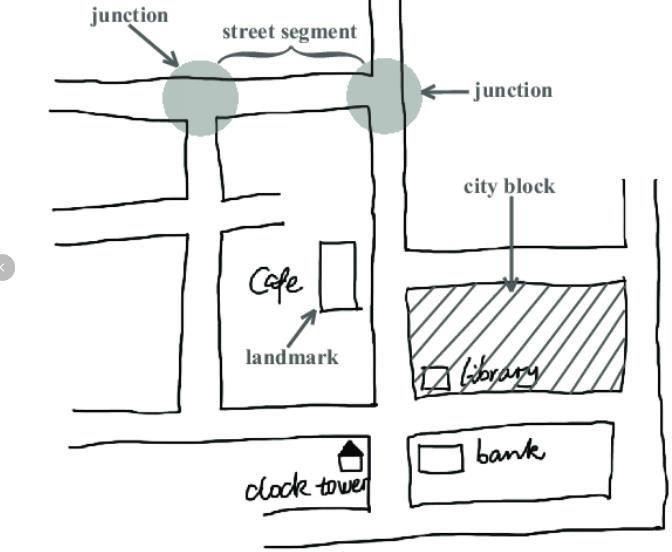 junction
street segment
junction
city block
Cafe
landmark
library
bank
clock tower